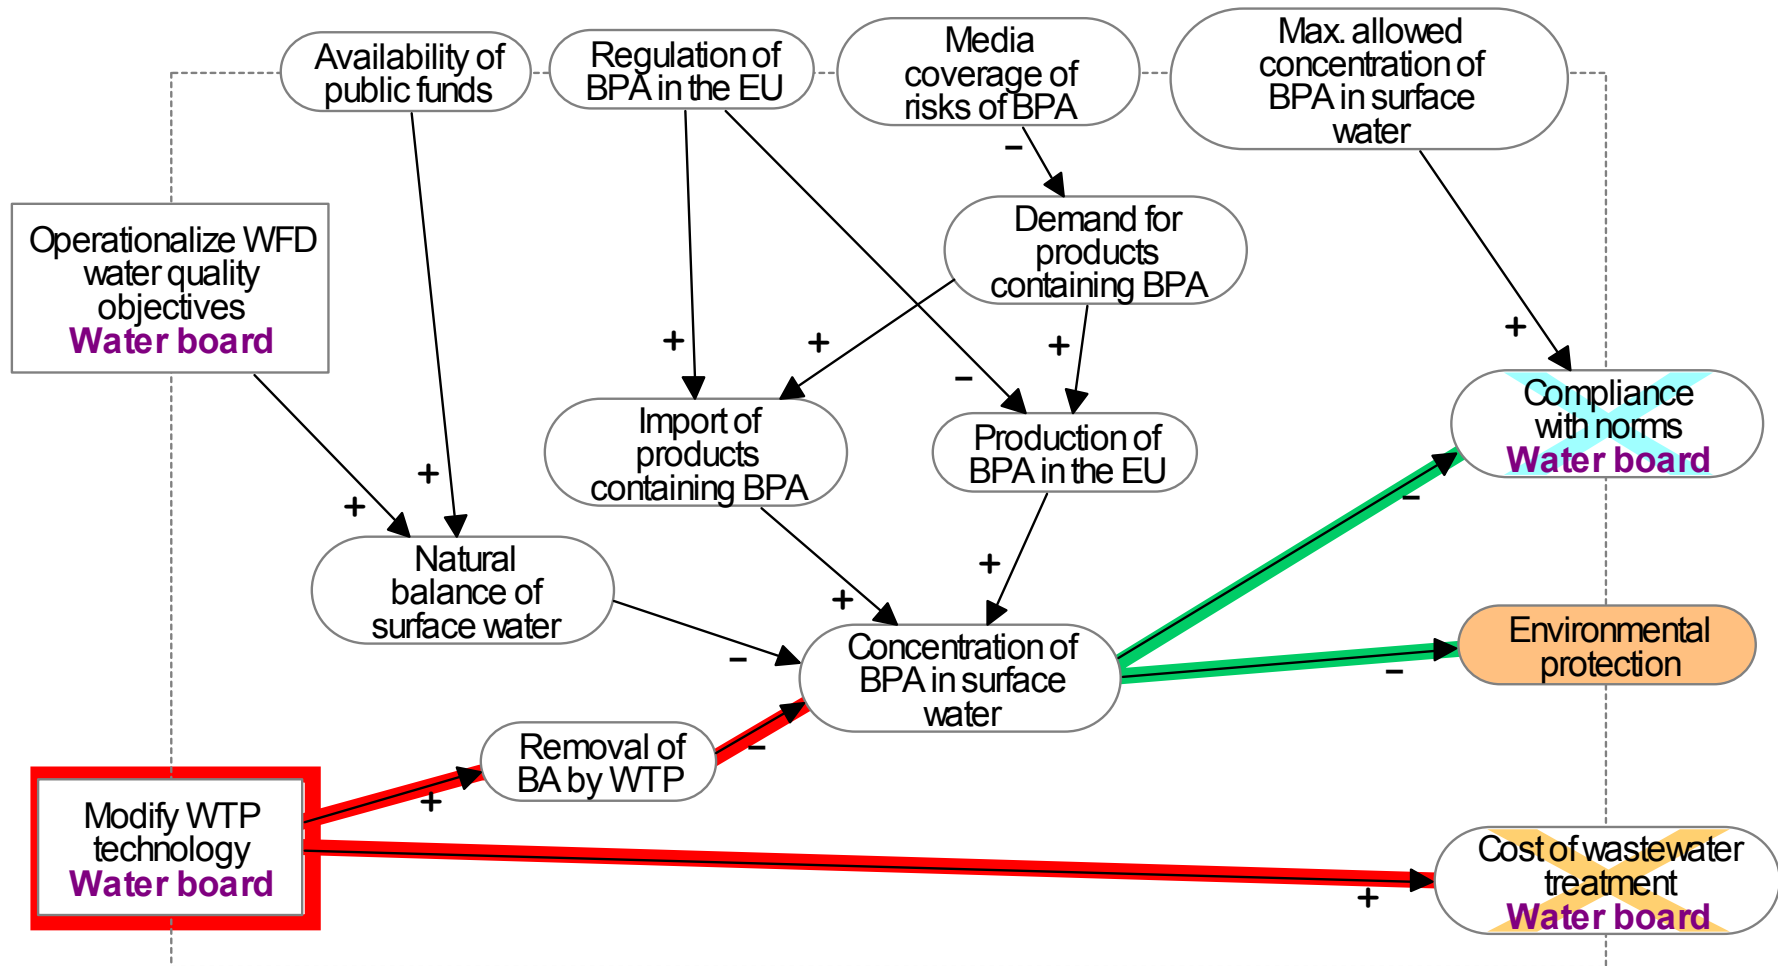 Availability of
public funds
Regulation of
BPA in the EU
Media
coverage of
risks of BPA
Max. allowed
concentration of
BPA in surface
water
–
Operationalize WFD
water quality
objectives
Water board
Demand for
products
containing BPA
+
+
+
+
–
Import of
products
containing BPA
Production of
BPA in the EU
Compliance
with norms
Water board
+
+
–
Natural
balance of
surface water
+
+
–
Concentration of
BPA in surface
water
Environmental
protection
–
Removal of
BA by WTP
–
+
Modify WTP
technology
Water board
Cost of wastewater
treatment
Water board
+